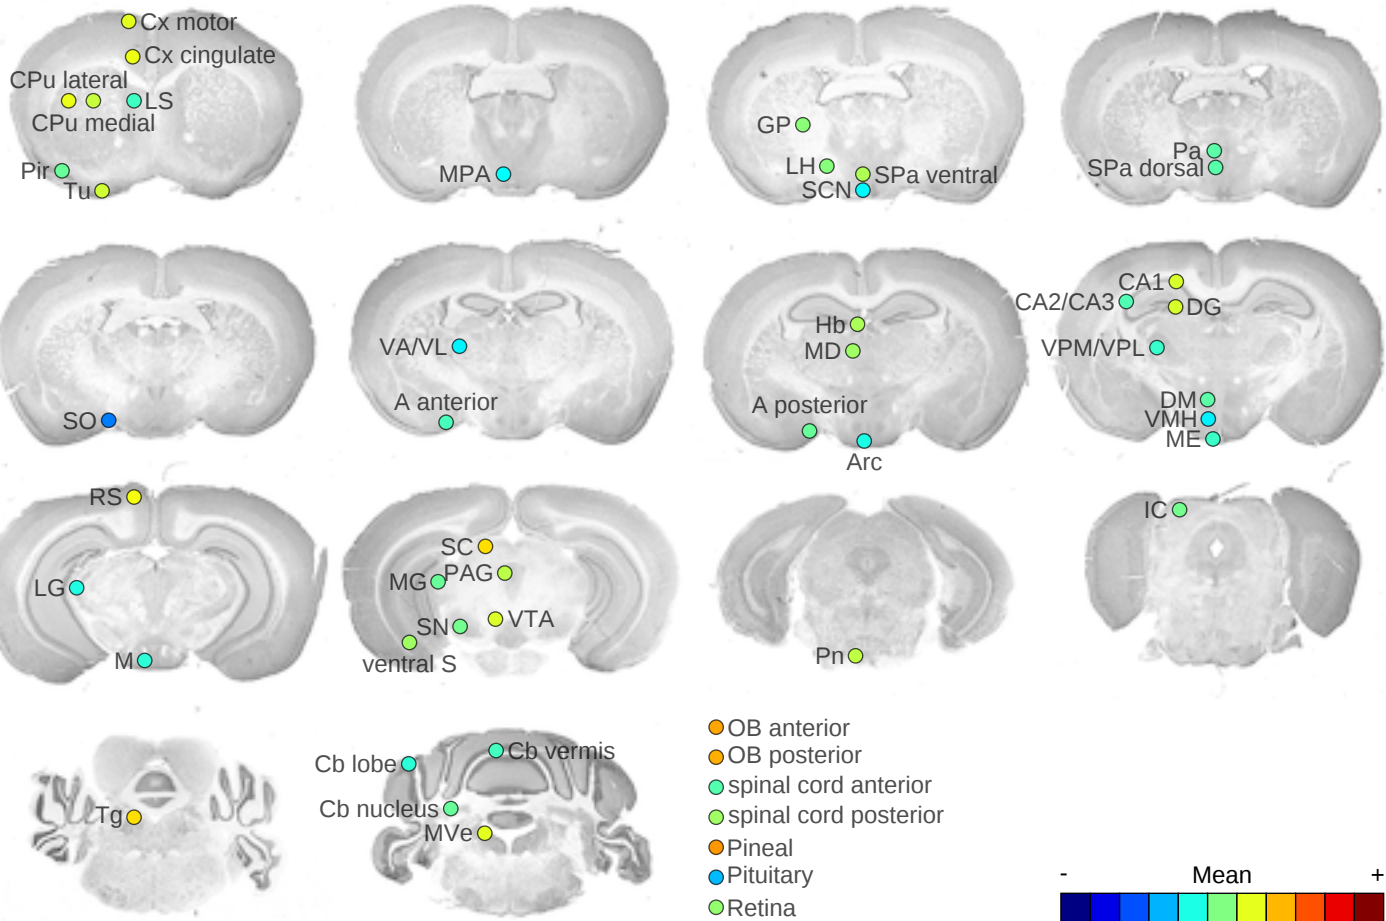 Cx motor
Cx cingulate
CPu lateral
LS
CPu medial
Pir
Tu
MPA
GP
LH
SPa ventral
SCN
Pa
SPa dorsal
SO
VA/VL
A anterior
Hb
MD
A posterior
Arc
CA1
CA2/CA3
DG
VPM/VPL
DM
VMH
ME
RS
LG
M
SC
PAG
MG
VTA
SN
ventral S
Pn
IC
Tg
Cb lobe
Cb vermis
Cb nucleus
MVe
OB anterior
OB posterior
spinal cord anterior
spinal cord posterior
Pineal
Pituitary
Retina
- Mean +